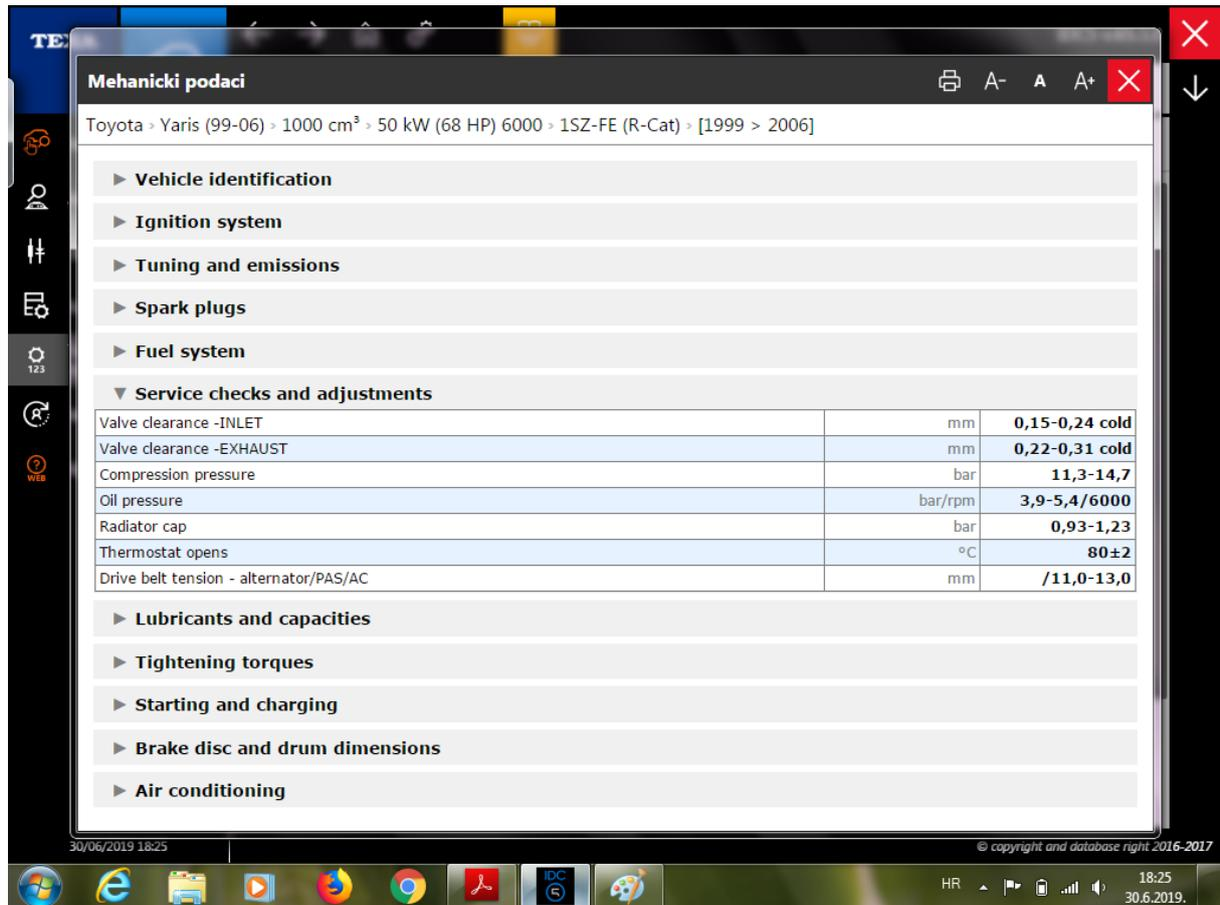 TEX
Mehanicki podaci
A- A A+
Toyota › Yaris (99-06) › 1000 cm³ › 50 kW (68 HP) 6000 › 1SZ-FE (R-Cat) › [1999 > 2006]
▶ Vehicle identification
▶ Ignition system
▶ Tuning and emissions
▶ Spark plugs
▶ Fuel system
▼ Service checks and adjustments
Valve clearance -INLET mm 0,15-0,24 cold
Valve clearance -EXHAUST mm 0,22-0,31 cold
Compression pressure bar 11,3-14,7
Oil pressure bar/rpm 3,9-5,4/6000
Radiator cap bar 0,93-1,23
Thermostat opens °C 80±2
Drive belt tension - alternator/PAS/AC mm /11,0-13,0
▶ Lubricants and capacities
▶ Tightening torques
▶ Starting and charging
▶ Brake disc and drum dimensions
▶ Air conditioning
123
WEB
30/06/2019 18:25
© copyright and database right 2016-2017
IDC 5
HR
18:25
30.6.2019.